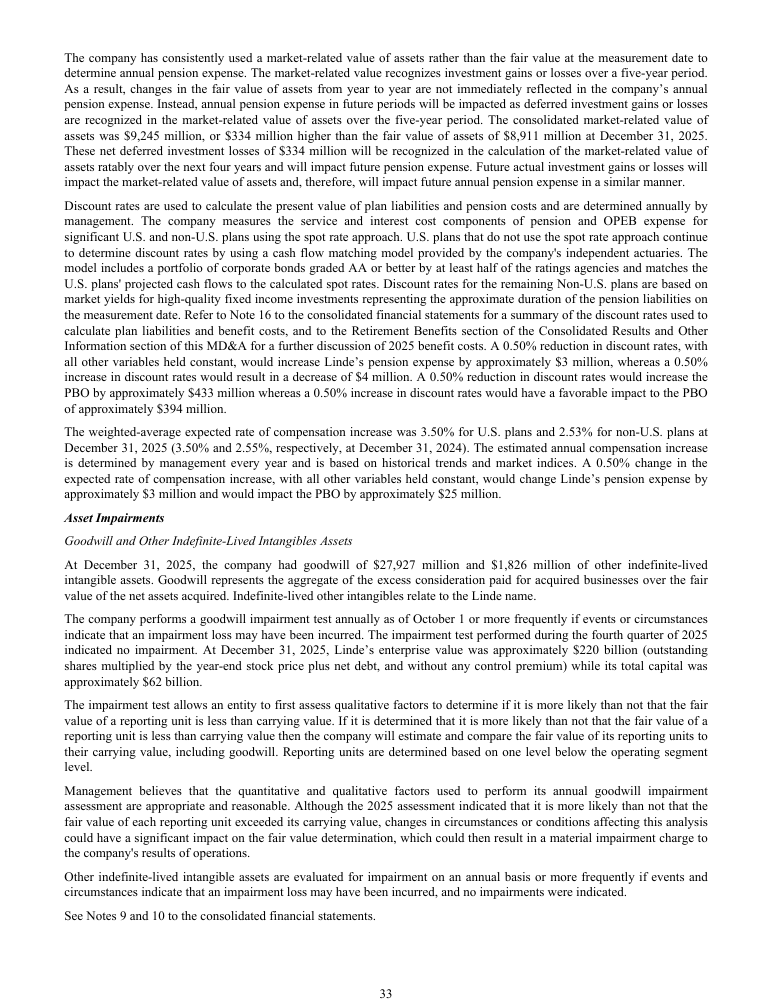 The company has consistently used a market-related value of assets rather than the fair value at the measurement date to
determine annual pension expense. The market-related value recognizes investment gains or losses over a five-year period.
As a result, changes in the fair value of assets from year to year are not immediately reflected in the company's annual
pension expense. Instead, annual pension expense in future periods will be impacted as deferred investment gains or losses
are recognized in the market-related value of assets over the five-year period. The consolidated market-related value of
assets was $9,245 million, or $334 million higher than the fair value of assets of $8,911 million at December 31, 2025.
These net deferred investment losses of $334 million will be recognized in the calculation of the market-related value of
assets ratably over the next four years and will impact future pension expense. Future actual investment gains or losses will
impact the market-related value of assets and, therefore, will impact future annual pension expense in a similar manner.
Discount rates are used to calculate the present value of plan liabilities and pension costs and are determined annually by
management. The company measures the service and interest cost components of pension and OPEB expense for
significant U.S. and non-U.S. plans using the spot rate approach. U.S. plans that do not use the spot rate approach continue
to determine discount rates by using a cash flow matching model provided by the company's independent actuaries. The
model includes a portfolio of corporate bonds graded AA or better by at least half of the ratings agencies and matches the
U.S. plans' projected cash flows to the calculated spot rates. Discount rates for the remaining Non-U.S. plans are based on
market yields for high-quality fixed income investments representing the approximate duration of the pension liabilities on
the measurement date. Refer to Note 16 to the consolidated financial statements for a summary of the discount rates used to
calculate plan liabilities and benefit costs, and to the Retirement Benefits section of the Consolidated Results and Other
Information section of this MD&A for a further discussion of 2025 benefit costs. A 0.50% reduction in discount rates, with
all other variables held constant, would increase Linde's pension expense by approximately $3 million, whereas a 0.50%
increase in discount rates would result in a decrease of $4 million. A 0.50% reduction in discount rates would increase the
PBO by approximately $433 million whereas a 0.50% increase in discount rates would have a favorable impact to the PBO
of approximately $394 million.
The weighted-average expected rate of compensation increase was 3.50% for U.S. plans and 2.53% for non-U.S. plans at
December 31, 2025 (3.50% and 2.55%, respectively, at December 31, 2024). The estimated annual compensation increase
is determined by management every year and is based on historical trends and market indices. A 0.50% change in the
expected rate of compensation increase, with all other variables held constant, would change Linde's pension expense by
approximately $3 million and would impact the PBO by approximately $25 million.
Asset Impairments
Goodwill and Other Indefinite-Lived Intangibles Assets
At December 31, 2025, the company had goodwill of $27,927 million and $1,826 million of other indefinite-lived
intangible assets. Goodwill represents the aggregate of the excess consideration paid for acquired businesses over the fair
value of the net assets acquired. Indefinite-lived other intangibles relate to the Linde name.
The company performs a goodwill impairment test annually as of October 1 or more frequently if events or circumstances
indicate that an impairment loss may have been incurred. The impairment test performed during the fourth quarter of 2025
indicated no impairment. At December 31, 2025, Linde's enterprise value was approximately $220 billion (outstanding
shares multiplied by the year-end stock price plus net debt, and without any control premium) while its total capital was
approximately $62 billion.
The impairment test allows an entity to first assess qualitative factors to determine if it is more likely than not that the fair
value of a reporting unit is less than carrying value. If it is determined that it is more likely than not that the fair value of a
reporting unit is less than carrying value then the company will estimate and compare the fair value of its reporting units to
their carrying value, including goodwill. Reporting units are determined based on one level below the operating segment
level.
Management believes that the quantitative and qualitative factors used to perform its annual goodwill impairment
assessment are appropriate and reasonable. Although the 2025 assessment indicated that it is more likely than not that the
fair value of each reporting unit exceeded its carrying value, changes in circumstances or conditions affecting this analysis
could have a significant impact on the fair value determination, which could then result in a material impairment charge to
the company's results of operations.
Other indefinite-lived intangible assets are evaluated for impairment on an annual basis or more frequently if events and
circumstances indicate that an impairment loss may have been incurred, and no impairments were indicated.
See Notes 9 and 10 to the consolidated financial statements.
33